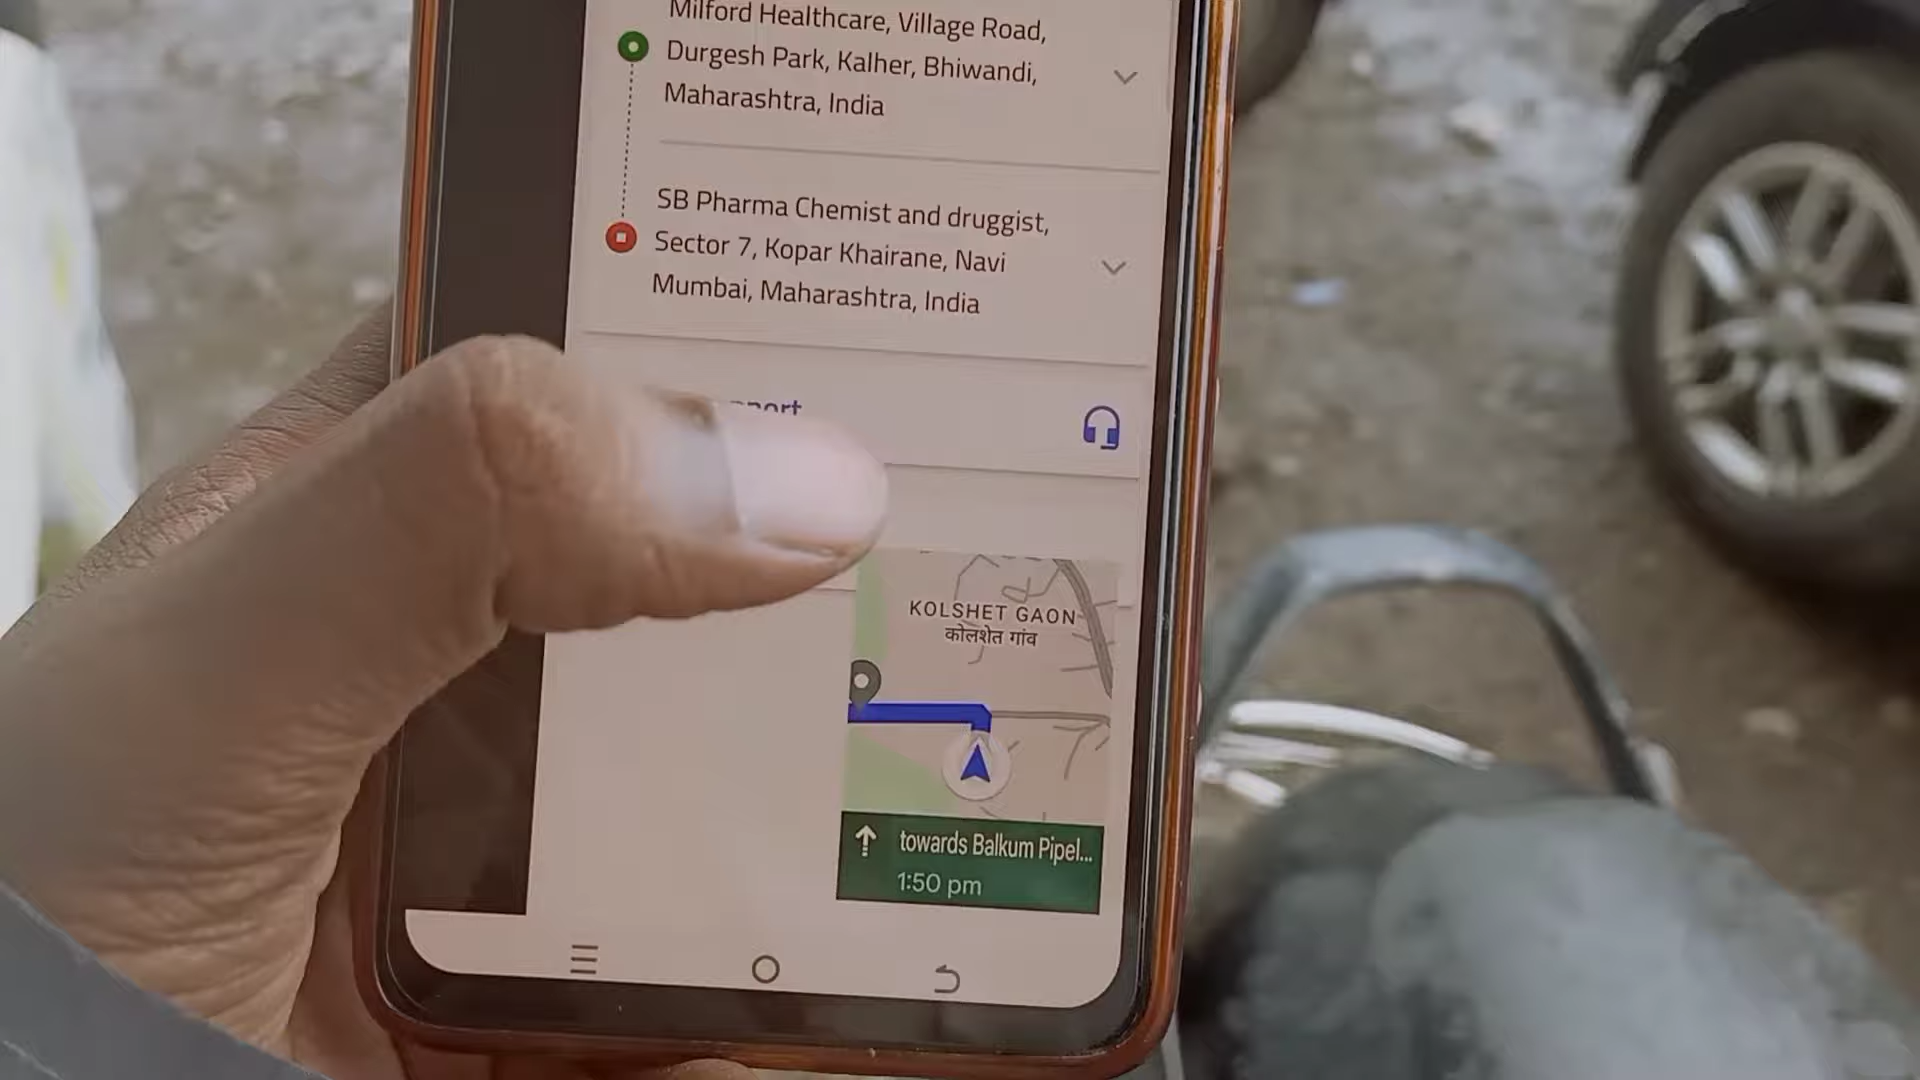 Milford Healthcare, Village Road,
Durgesh Park, Kalher, Bhiwandi,
Maharashtra, India
SB Pharma Chemist and druggist,
Sector 7, Kopar Khairane, Navi
Mumbai, Maharashtra, India
KOLSHET GAON
कोलशेत गांव
towards Balkum Pipel...
1:50 pm